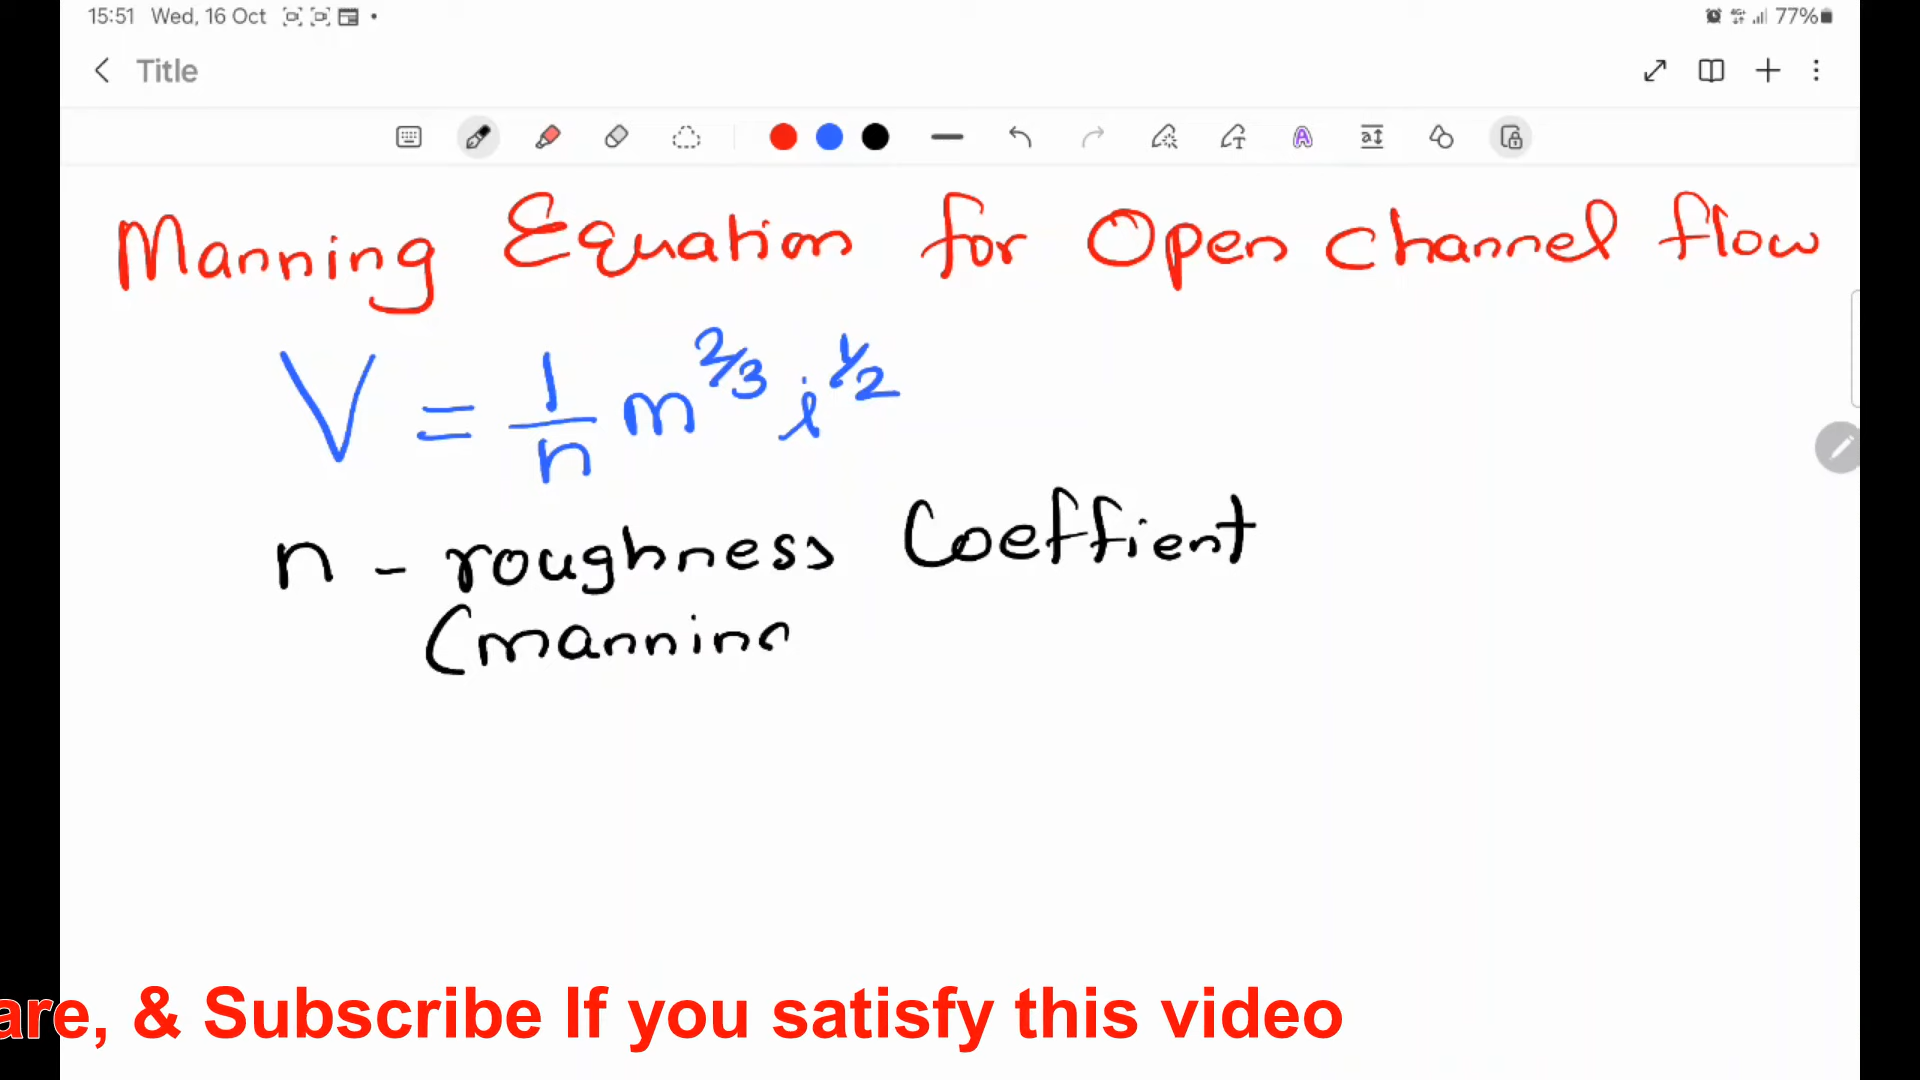 15:51 Wed, 16 Oct 77%
Title
Manning Equation for Open channel flow
V = 1/n m^2/3 i^1/2
n - roughness Coeffient
(manninc
are, & Subscribe If you satisfy this video